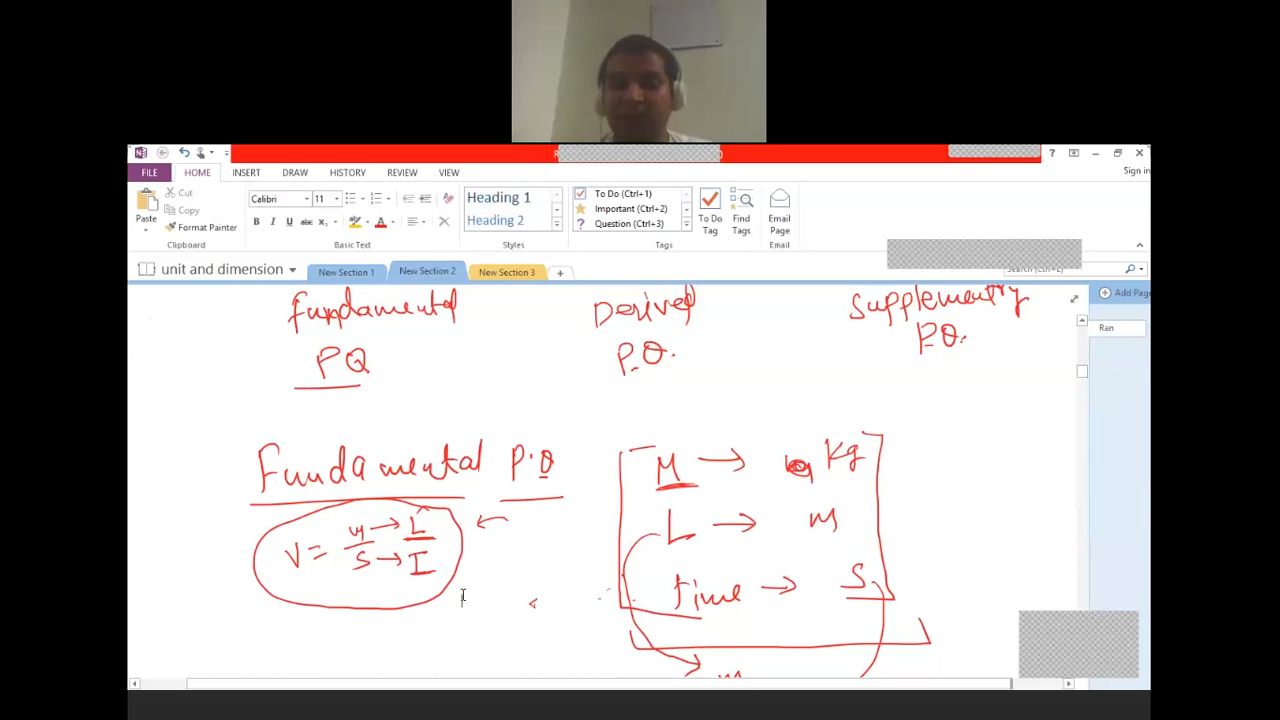 FILE HOME INSERT DRAW HISTORY REVIEW VIEW
Sign in
Paste
Cut
Copy
Format Painter
Clipboard
Calibri 11
B I U abc X₂
Basic Text
Heading 1
Heading 2
Styles
To Do (Ctrl+1)
Important (Ctrl+2)
Question (Ctrl+3)
Tags
To Do Tag
Find Tags
Email Page
Email
unit and dimension New Section 1 New Section 2 New Section 3
Add Page
Ran
Fundamental Derived Supplementry
PQ P.Q. P.Q.
Fundamental P.Q
M → Kg
L → m
time → S
V = m/S → L/I
m